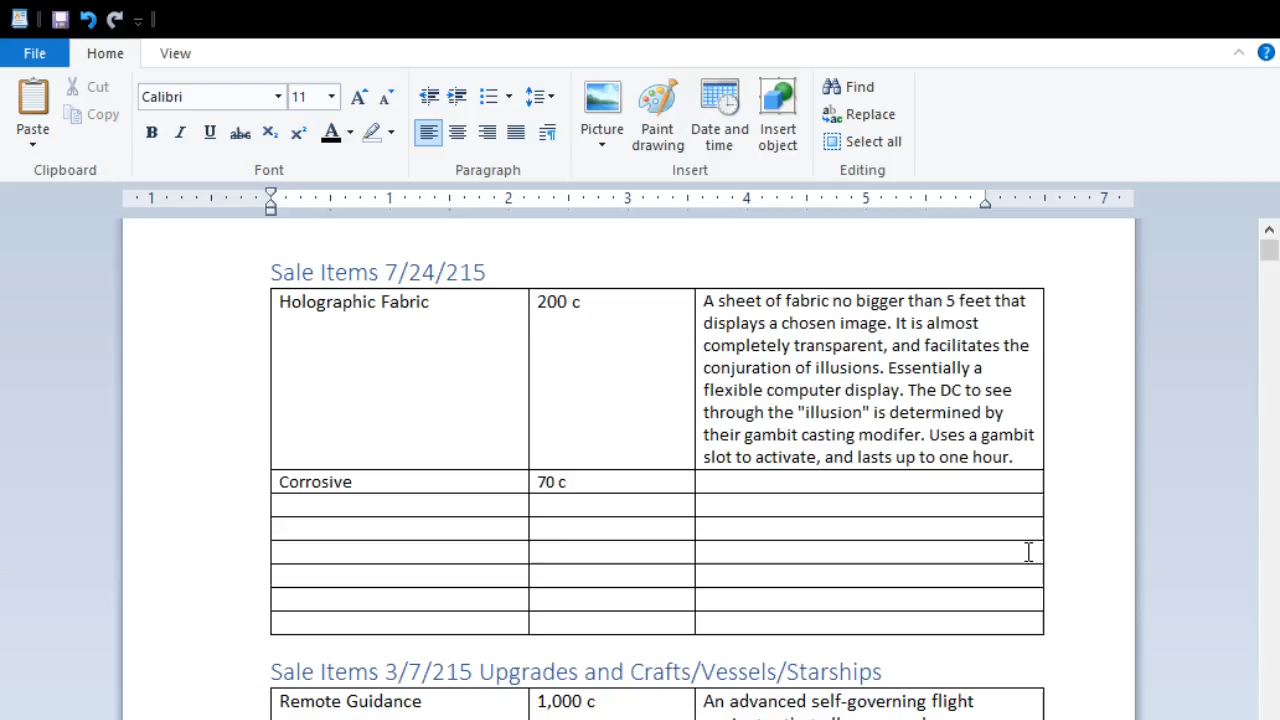 File Home View
Paste
Cut
Copy
Clipboard
Calibri 11
B I U abc X₂ X²
A
Font
Paragraph
Picture
Paint drawing
Date and time
Insert object
Insert
Find
Replace
Select all
Editing
1 1 2 3 4 5 7
Sale Items 7/24/215
Holographic Fabric
200 c
A sheet of fabric no bigger than 5 feet that
displays a chosen image. It is almost
completely transparent, and facilitates the
conjuration of illusions. Essentially a
flexible computer display. The DC to see
through the "illusion" is determined by
their gambit casting modifer. Uses a gambit
slot to activate, and lasts up to one hour.
Corrosive
70 c
Sale Items 3/7/215 Upgrades and Crafts/Vessels/Starships
Remote Guidance
1,000 c
An advanced self-governing flight